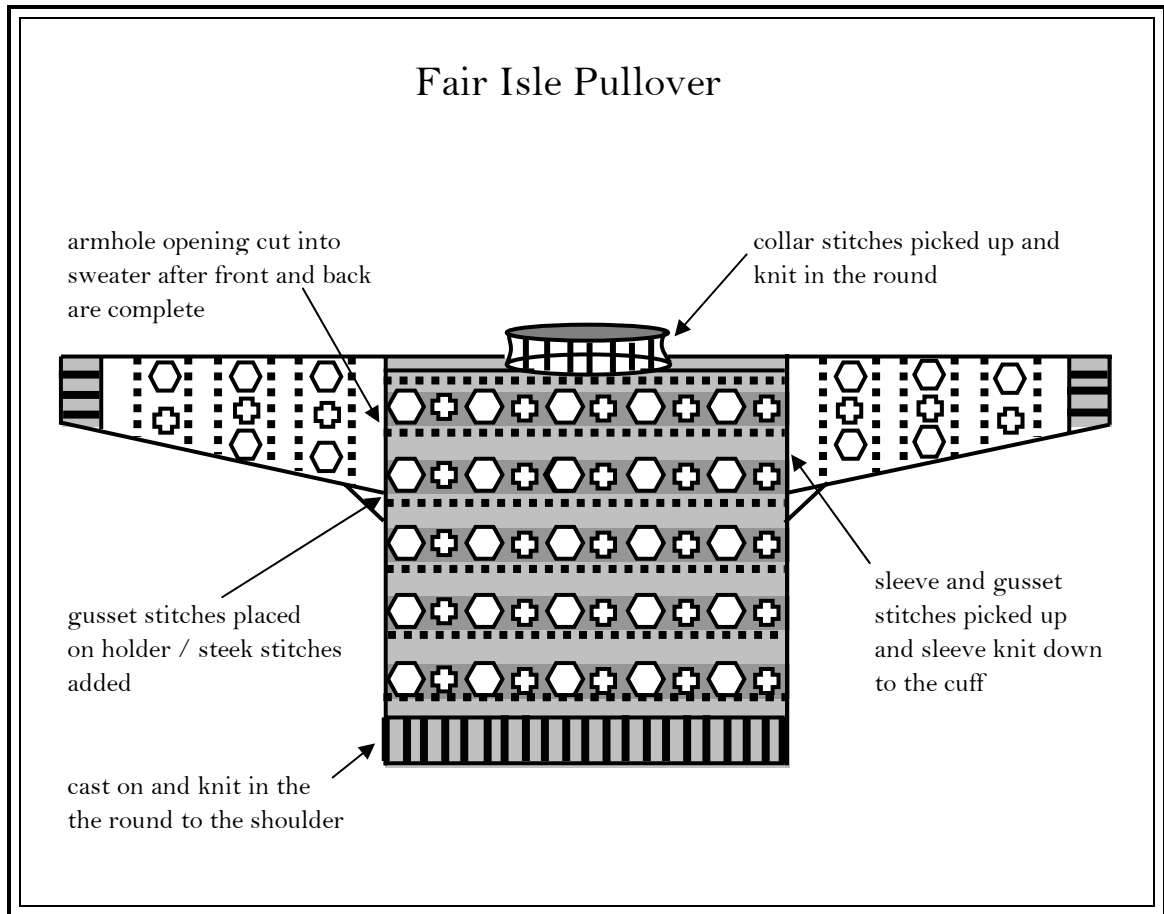 Fair Isle Pullover
armhole opening cut into
sweater after front and back
are complete
collar stitches picked up and
knit in the round
gusset stitches placed
on holder / steek stitches
added
sleeve and gusset
stitches picked up
and sleeve knit down
to the cuff
cast on and knit in the
the round to the shoulder